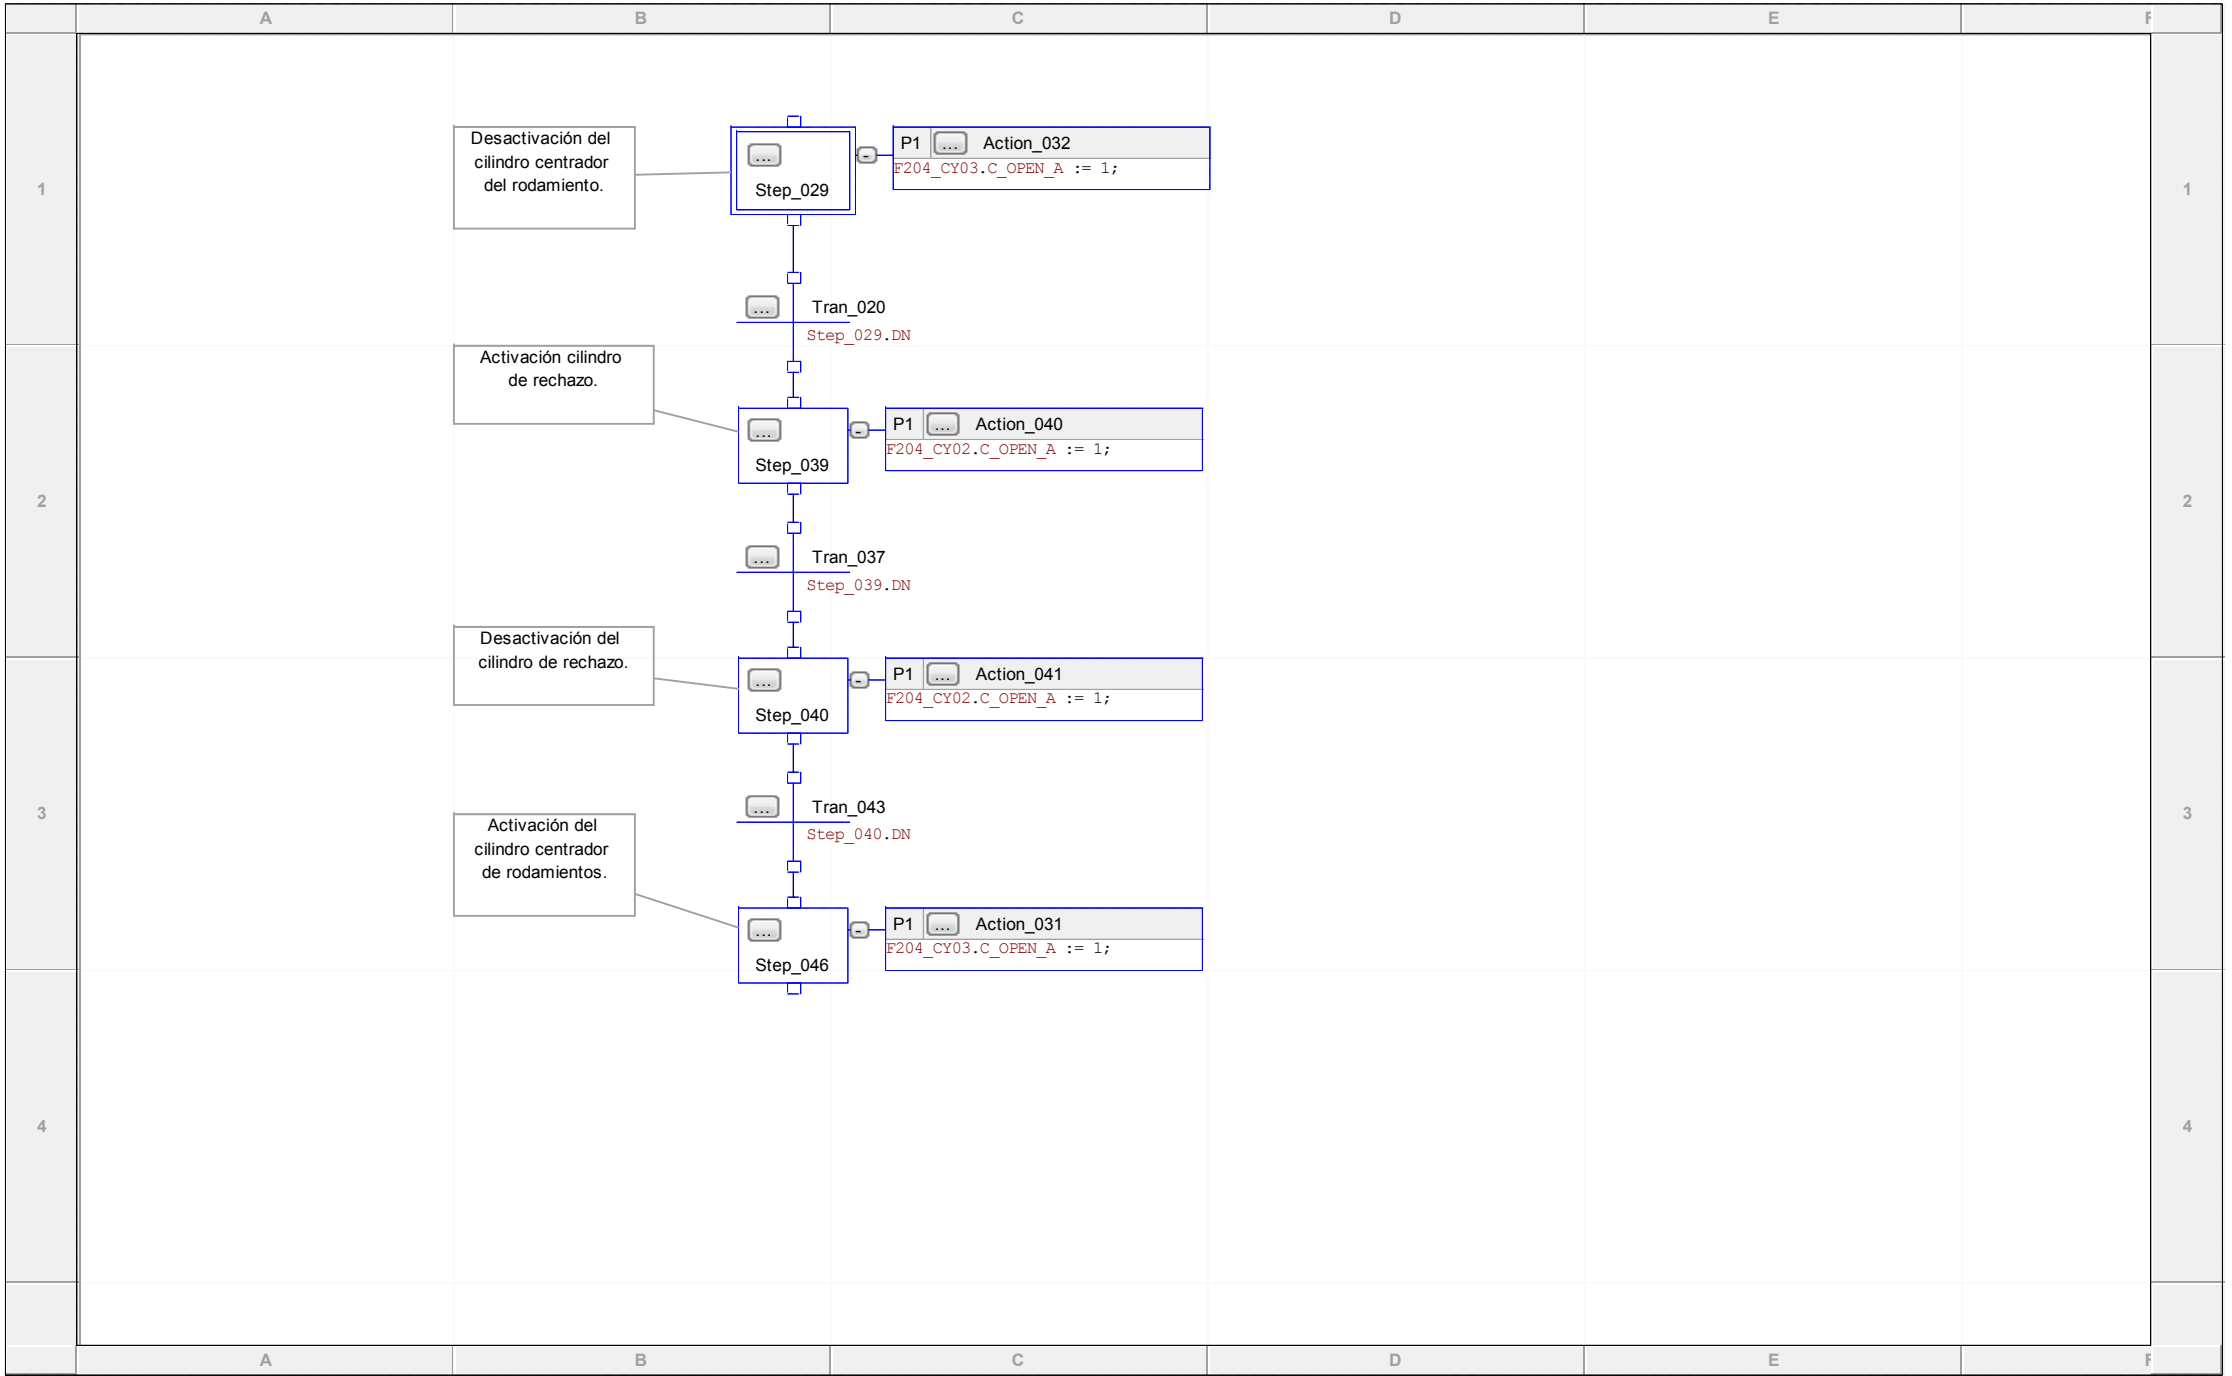 A B C D E F
1 1
Desactivación del
cilindro centrador
del rodamiento.
...
Step_029
-
P1 ... Action_032
F204_CY03.C_OPEN_A := 1;
... Tran_020
Step_029.DN
2 2
Activación cilindro
de rechazo.
...
Step_039
-
P1 ... Action_040
F204_CY02.C_OPEN_A := 1;
... Tran_037
Step_039.DN
Desactivación del
cilindro de rechazo.
...
Step_040
-
P1 ... Action_041
F204_CY02.C_OPEN_A := 1;
3 3
... Tran_043
Step_040.DN
Activación del
cilindro centrador
de rodamientos.
...
Step_046
-
P1 ... Action_031
F204_CY03.C_OPEN_A := 1;
4 4
A B C D E F